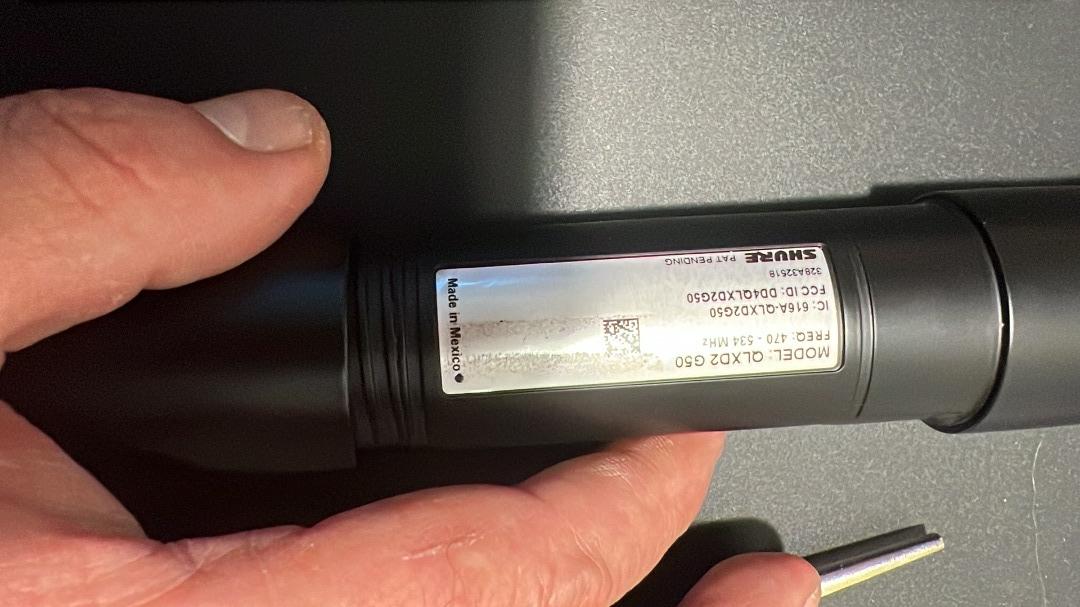 MODEL: QLXD2 G50
FREQ: 470 - 534 MHz
IC: 616A-QLXD2G50
FCC ID: DD4QLXD2G50
32BA32518
SHURE PAT PENDING
Made in Mexico